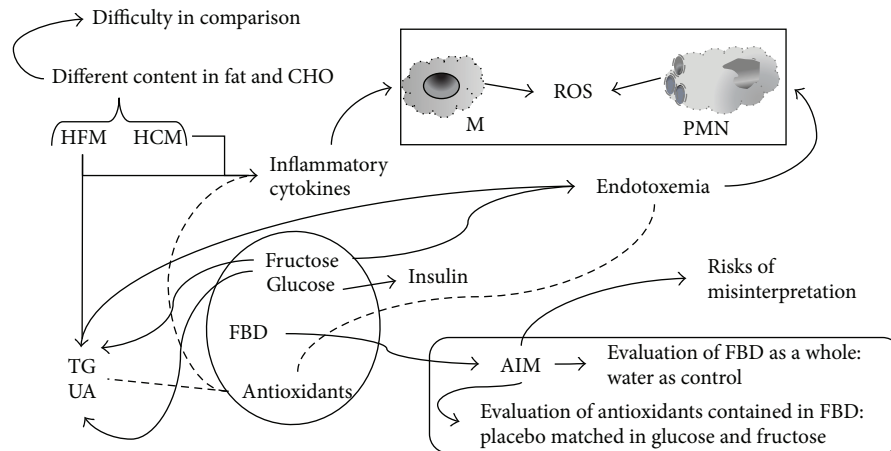 Difficulty in comparison
Different content in fat and CHO
HFM HCM
Inflammatory
cytokines
M
ROS
PMN
Endotoxemia
Fructose
Glucose
Insulin
FBD
Antioxidants
TG
UA
Risks of
misinterpretation
AIM
Evaluation of FBD as a whole:
water as control
Evaluation of antioxidants contained in FBD:
placebo matched in glucose and fructose